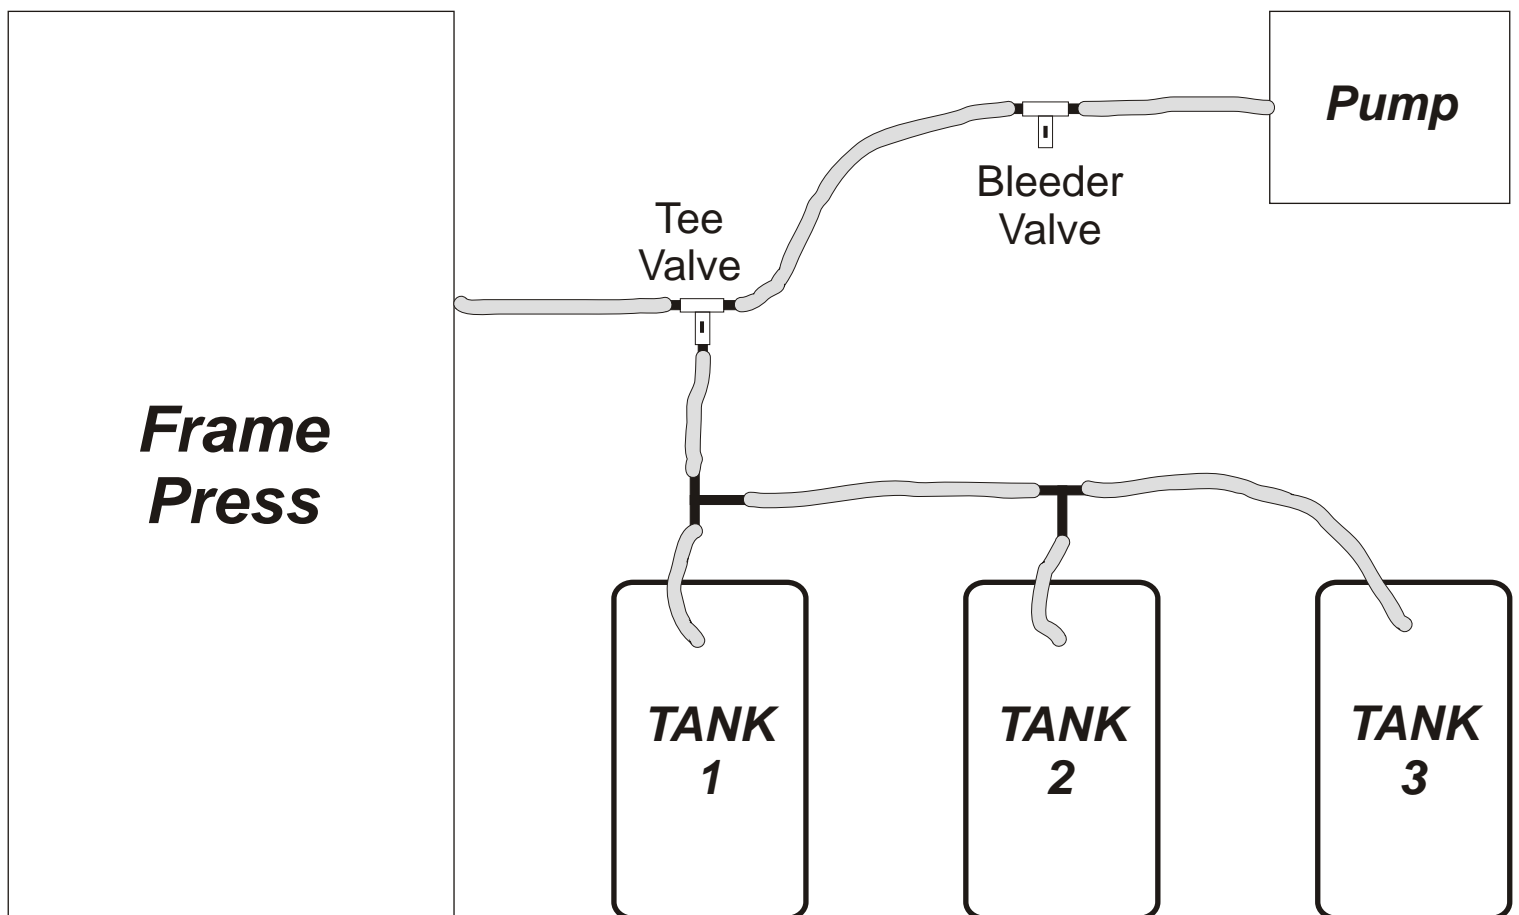 Pump
Bleeder
Valve
Tee
Valve
Frame
Press
TANK
1
TANK
2
TANK
3